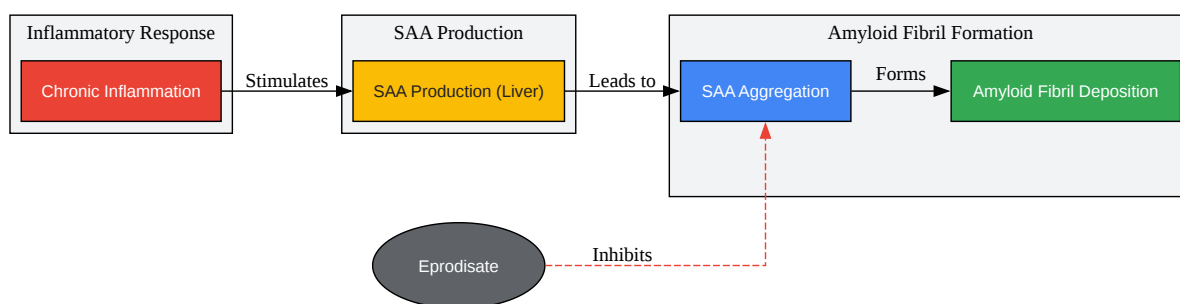 Inflammatory Response
SAA Production
Amyloid Fibril Formation
Chronic Inflammation
Stimulates
SAA Production (Liver)
Leads to
SAA Aggregation
Forms
Amyloid Fibril Deposition
Eprodisate
Inhibits